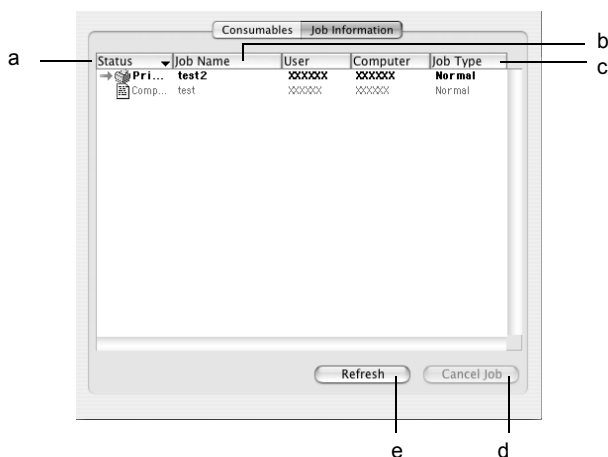 Consumables Job Information
a
b
Status Job Name User Computer Job Type
c
Pri... test2 XXXXXX XXXXXX Normal
Comp... test XXXXXX XXXXXX Normal
Refresh Cancel Job
e d